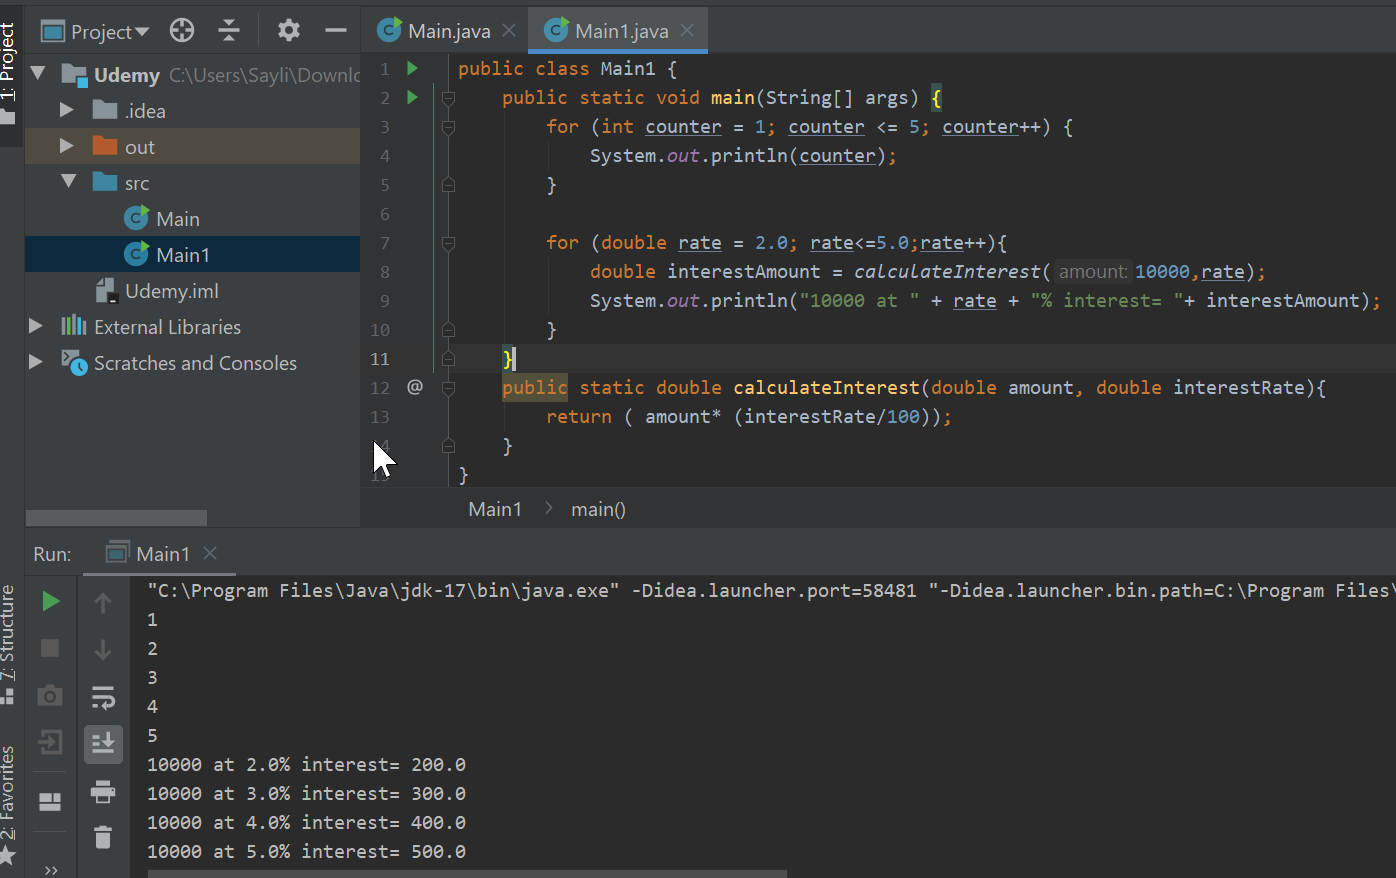 Project
Main.java
Main1.java
1: Project
Udemy C:\Users\Sayli\Downlo
.idea
out
src
Main
Main1
Udemy.iml
External Libraries
Scratches and Consoles
1 public class Main1 {
2 public static void main(String[] args) {
3 for (int counter = 1; counter <= 5; counter++) {
4 System.out.println(counter);
5 }
6
7 for (double rate = 2.0; rate<=5.0;rate++){
8 double interestAmount = calculateInterest( amount: 10000,rate);
9 System.out.println("10000 at " + rate + "% interest= "+ interestAmount);
10 }
11 }
12 @ public static double calculateInterest(double amount, double interestRate){
13 return ( amount* (interestRate/100));
14 }
15 }
Main1 > main()
Run: Main1
7: Structure
2: Favorites
"C:\Program Files\Java\jdk-17\bin\java.exe" -Didea.launcher.port=58481 "-Didea.launcher.bin.path=C:\Program Files\
1
2
3
4
5
10000 at 2.0% interest= 200.0
10000 at 3.0% interest= 300.0
10000 at 4.0% interest= 400.0
10000 at 5.0% interest= 500.0